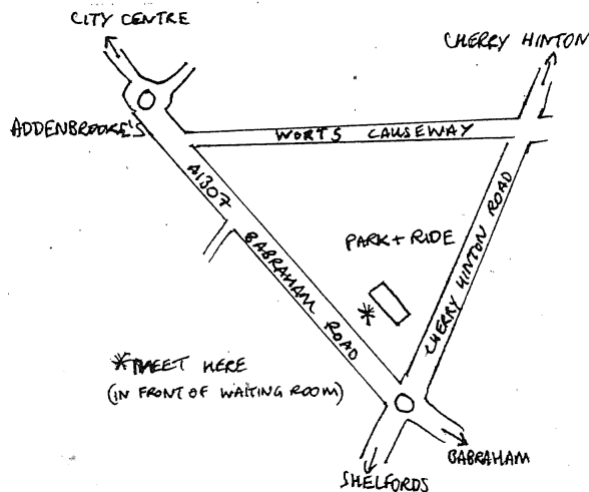 CITY CENTRE
CHERRY HINTON
ADDENBROOKE'S
WORTS CAUSEWAY
A1307
BABRAHAM ROAD
PARK + RIDE
CHERRY HINTON ROAD
*MEET HERE
(IN FRONT OF WAITING ROOM)
BABRAHAM
SHELFORDS